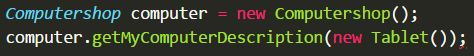 Computershop computer = new Computershop();
computer.getMyComputerDescription(new Tablet());